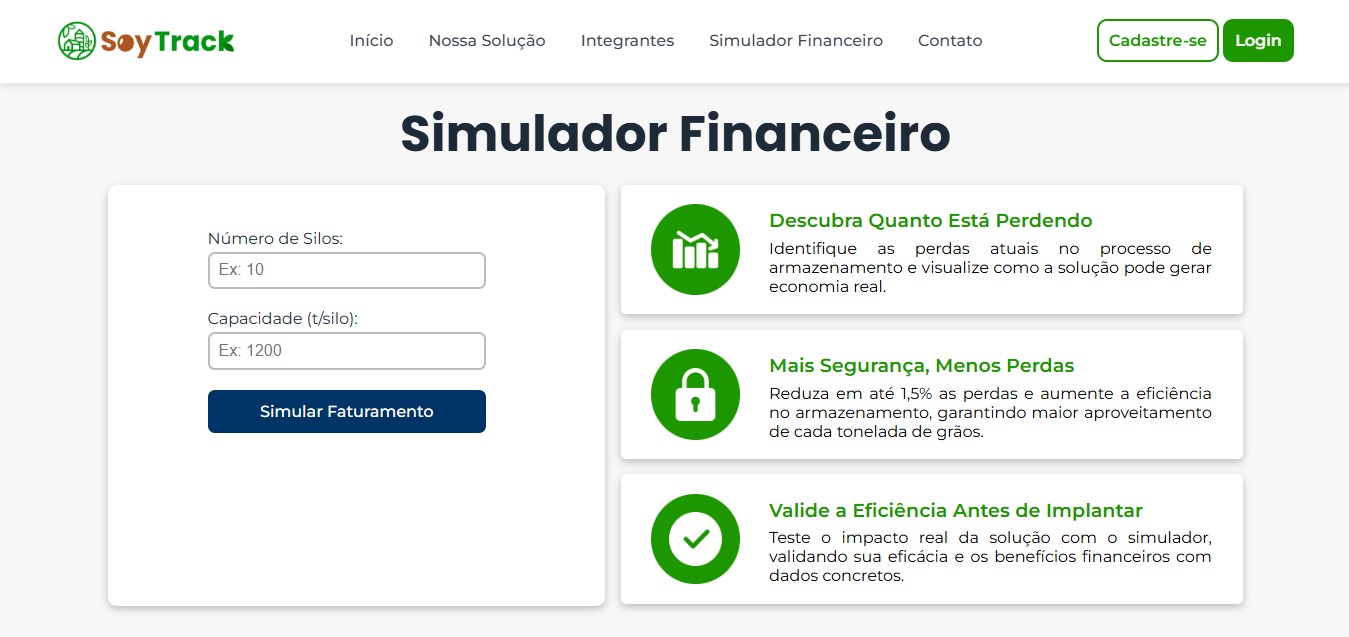 SoyTrack
Início
Nossa Solução
Integrantes
Simulador Financeiro
Contato
Cadastre-se
Login
Simulador Financeiro
Número de Silos:
Ex: 10
Capacidade (t/silo):
Ex: 1200
Simular Faturamento
Descubra Quanto Está Perdendo
Identifique as perdas atuais no processo de
armazenamento e visualize como a solução pode gerar
economia real.
Mais Segurança, Menos Perdas
Reduza em até 1,5% as perdas e aumente a eficiência
no armazenamento, garantindo maior aproveitamento
de cada tonelada de grãos.
Valide a Eficiência Antes de Implantar
Teste o impacto real da solução com o simulador,
validando sua eficácia e os benefícios financeiros com
dados concretos.